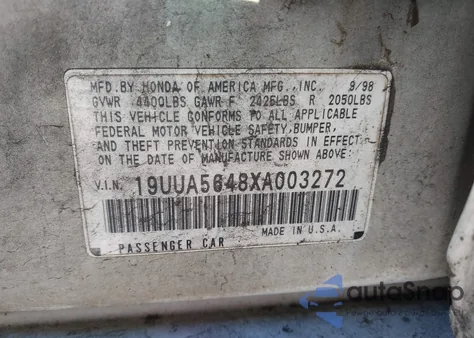 MFD. BY HONDA OF AMERICA MFG., INC. 9/98
GVWR 4400LBS GAWR F 2425LBS R 2050LBS
THIS VEHICLE CONFORMS TO ALL APPLICABLE
FEDERAL MOTOR VEHICLE SAFETY, BUMPER,
AND THEFT PREVENTION STANDARDS IN EFFECT
ON THE DATE OF MANUFACTURE SHOWN ABOVE.
V.I.N. 19UUA5648XA003272
PASSENGER CAR MADE IN U.S.A.
autoSnap